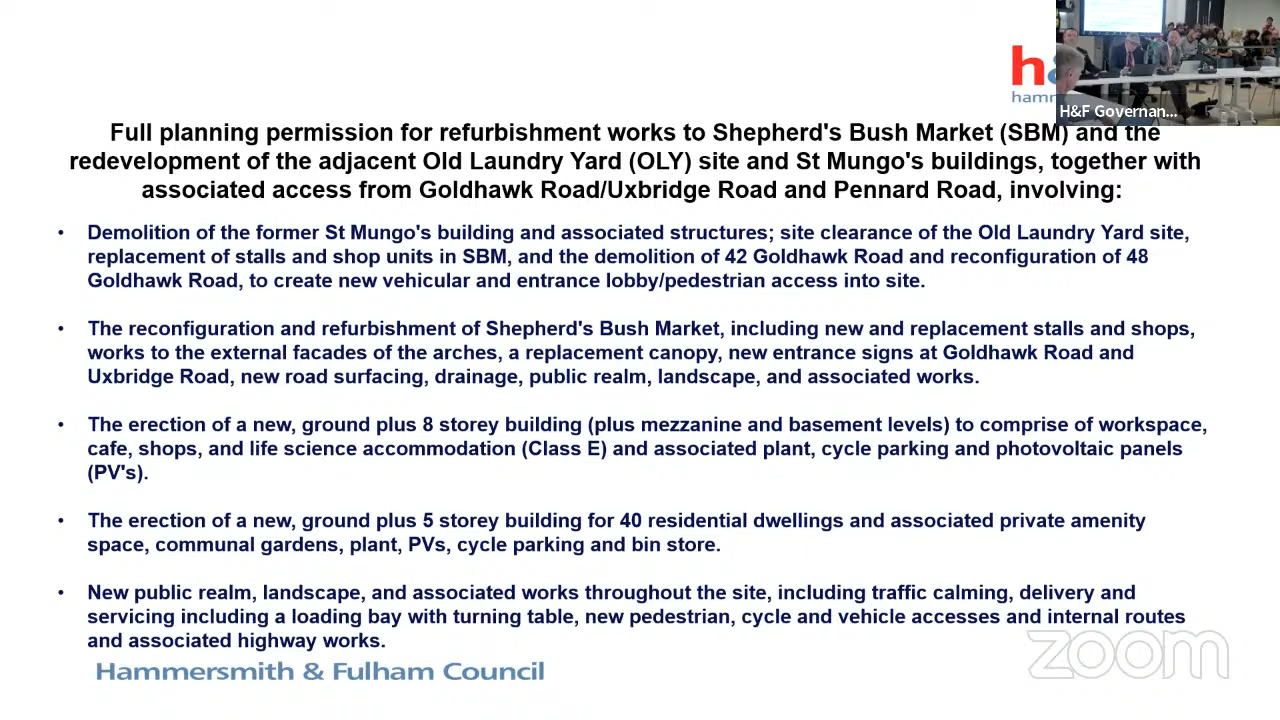 h&
hamm
H&F Governan...
Full planning permission for refurbishment works to Shepherd's Bush Market (SBM) and the
redevelopment of the adjacent Old Laundry Yard (OLY) site and St Mungo's buildings, together with
associated access from Goldhawk Road/Uxbridge Road and Pennard Road, involving:
• Demolition of the former St Mungo's building and associated structures; site clearance of the Old Laundry Yard site,
replacement of stalls and shop units in SBM, and the demolition of 42 Goldhawk Road and reconfiguration of 48
Goldhawk Road, to create new vehicular and entrance lobby/pedestrian access into site.
• The reconfiguration and refurbishment of Shepherd's Bush Market, including new and replacement stalls and shops,
works to the external facades of the arches, a replacement canopy, new entrance signs at Goldhawk Road and
Uxbridge Road, new road surfacing, drainage, public realm, landscape, and associated works.
• The erection of a new, ground plus 8 storey building (plus mezzanine and basement levels) to comprise of workspace,
cafe, shops, and life science accommodation (Class E) and associated plant, cycle parking and photovoltaic panels
(PV's).
• The erection of a new, ground plus 5 storey building for 40 residential dwellings and associated private amenity
space, communal gardens, plant, PVs, cycle parking and bin store.
• New public realm, landscape, and associated works throughout the site, including traffic calming, delivery and
servicing including a loading bay with turning table, new pedestrian, cycle and vehicle accesses and internal routes
and associated highway works.
Hammersmith & Fulham Council
zoom